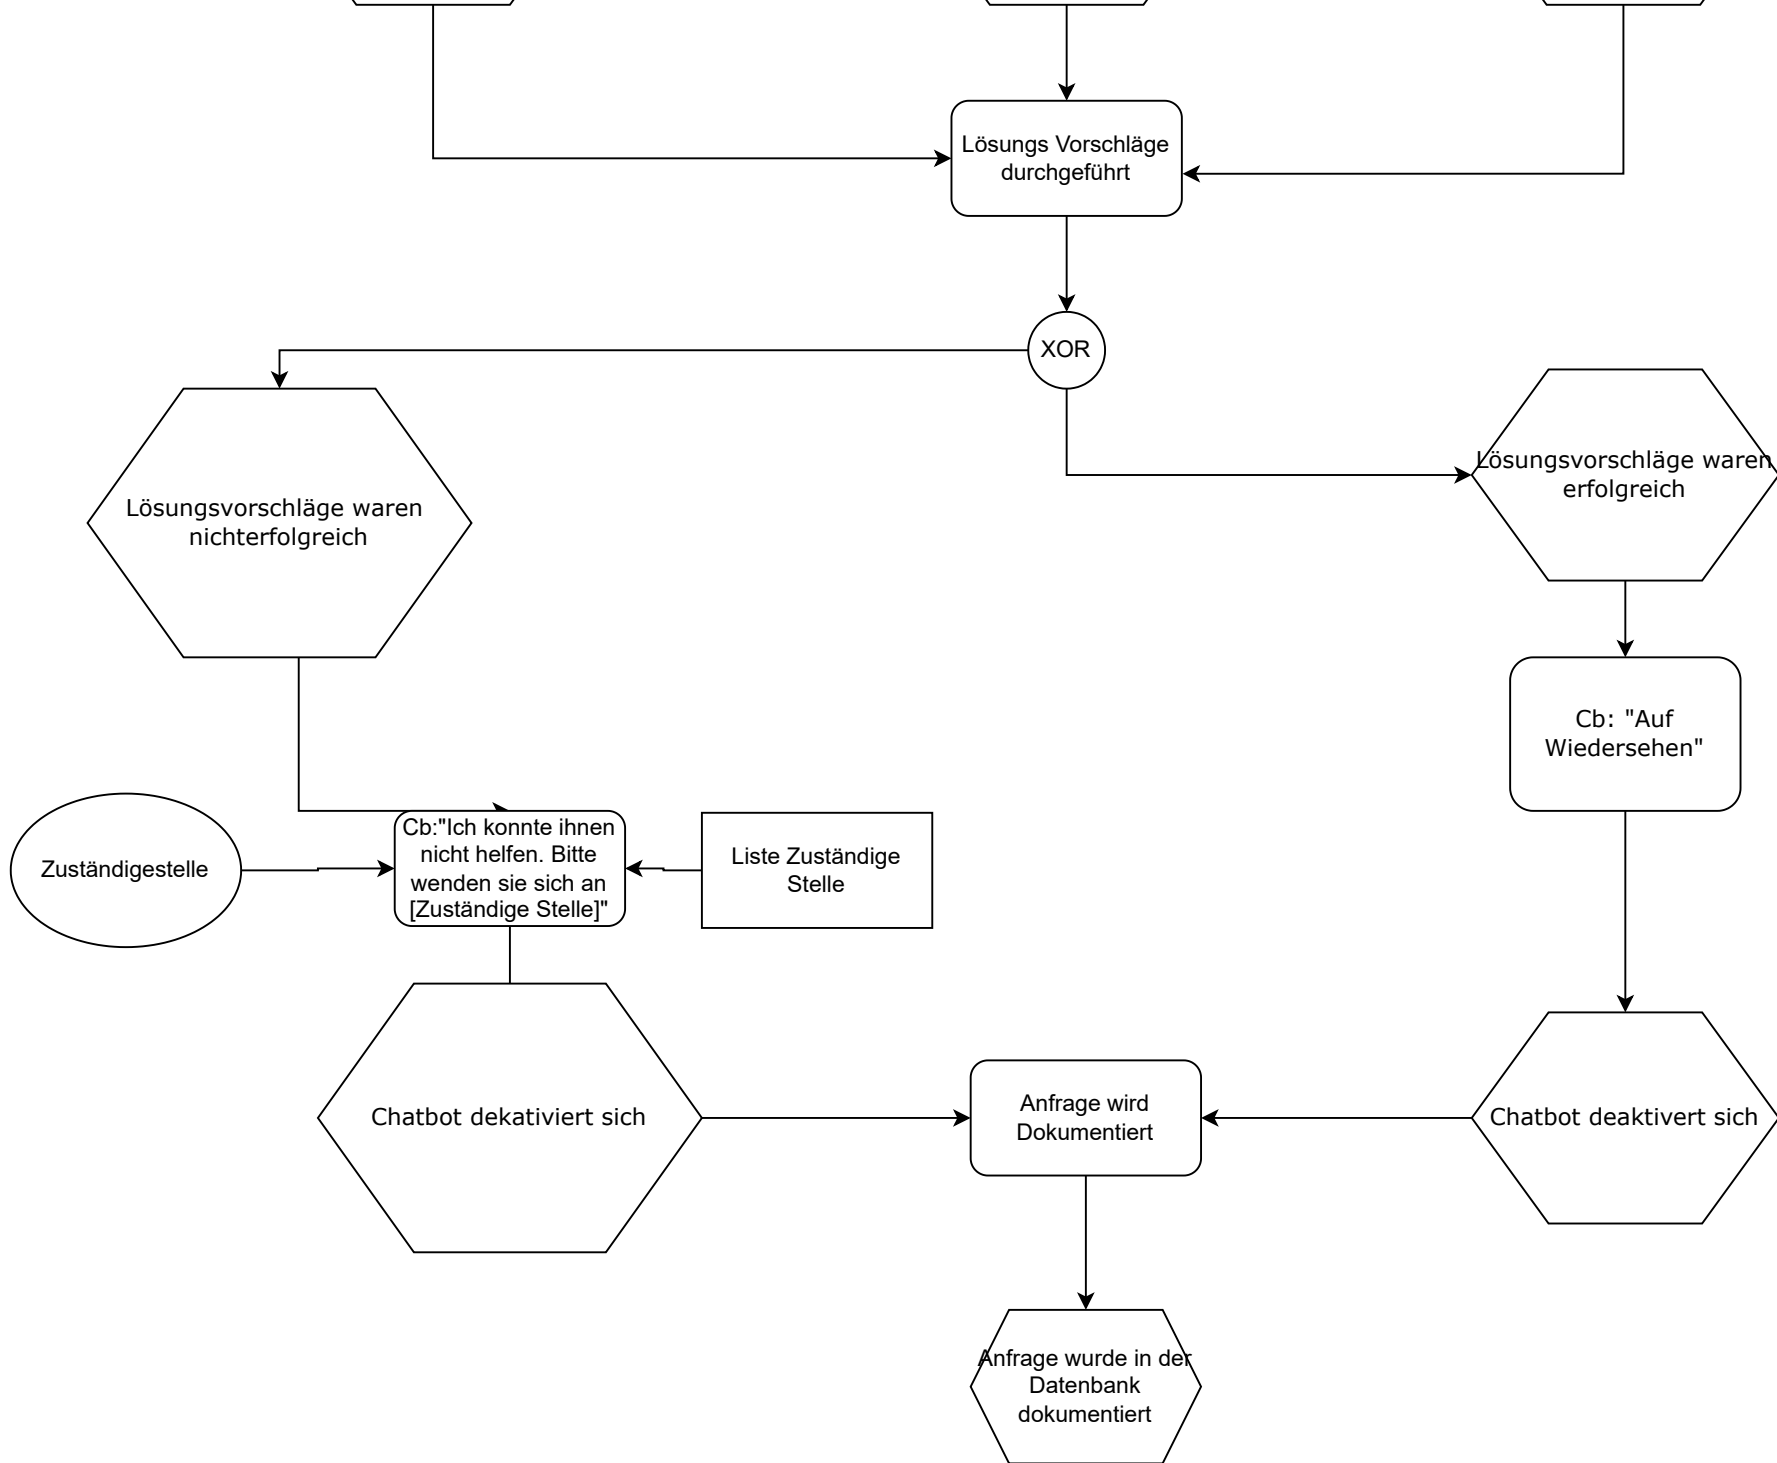 Lösungs Vorschläge
durchgeführt
XOR
Lösungsvorschläge waren
erfolgreich
Lösungsvorschläge waren
nichterfolgreich
Cb: "Auf
Wiedersehen"
Zuständigestelle
Cb:"Ich konnte ihnen
nicht helfen. Bitte
wenden sie sich an
[Zuständige Stelle]"
Liste Zuständige
Stelle
Chatbot dekativiert sich
Anfrage wird
Dokumentiert
Chatbot deaktivert sich
Anfrage wurde in der
Datenbank
dokumentiert